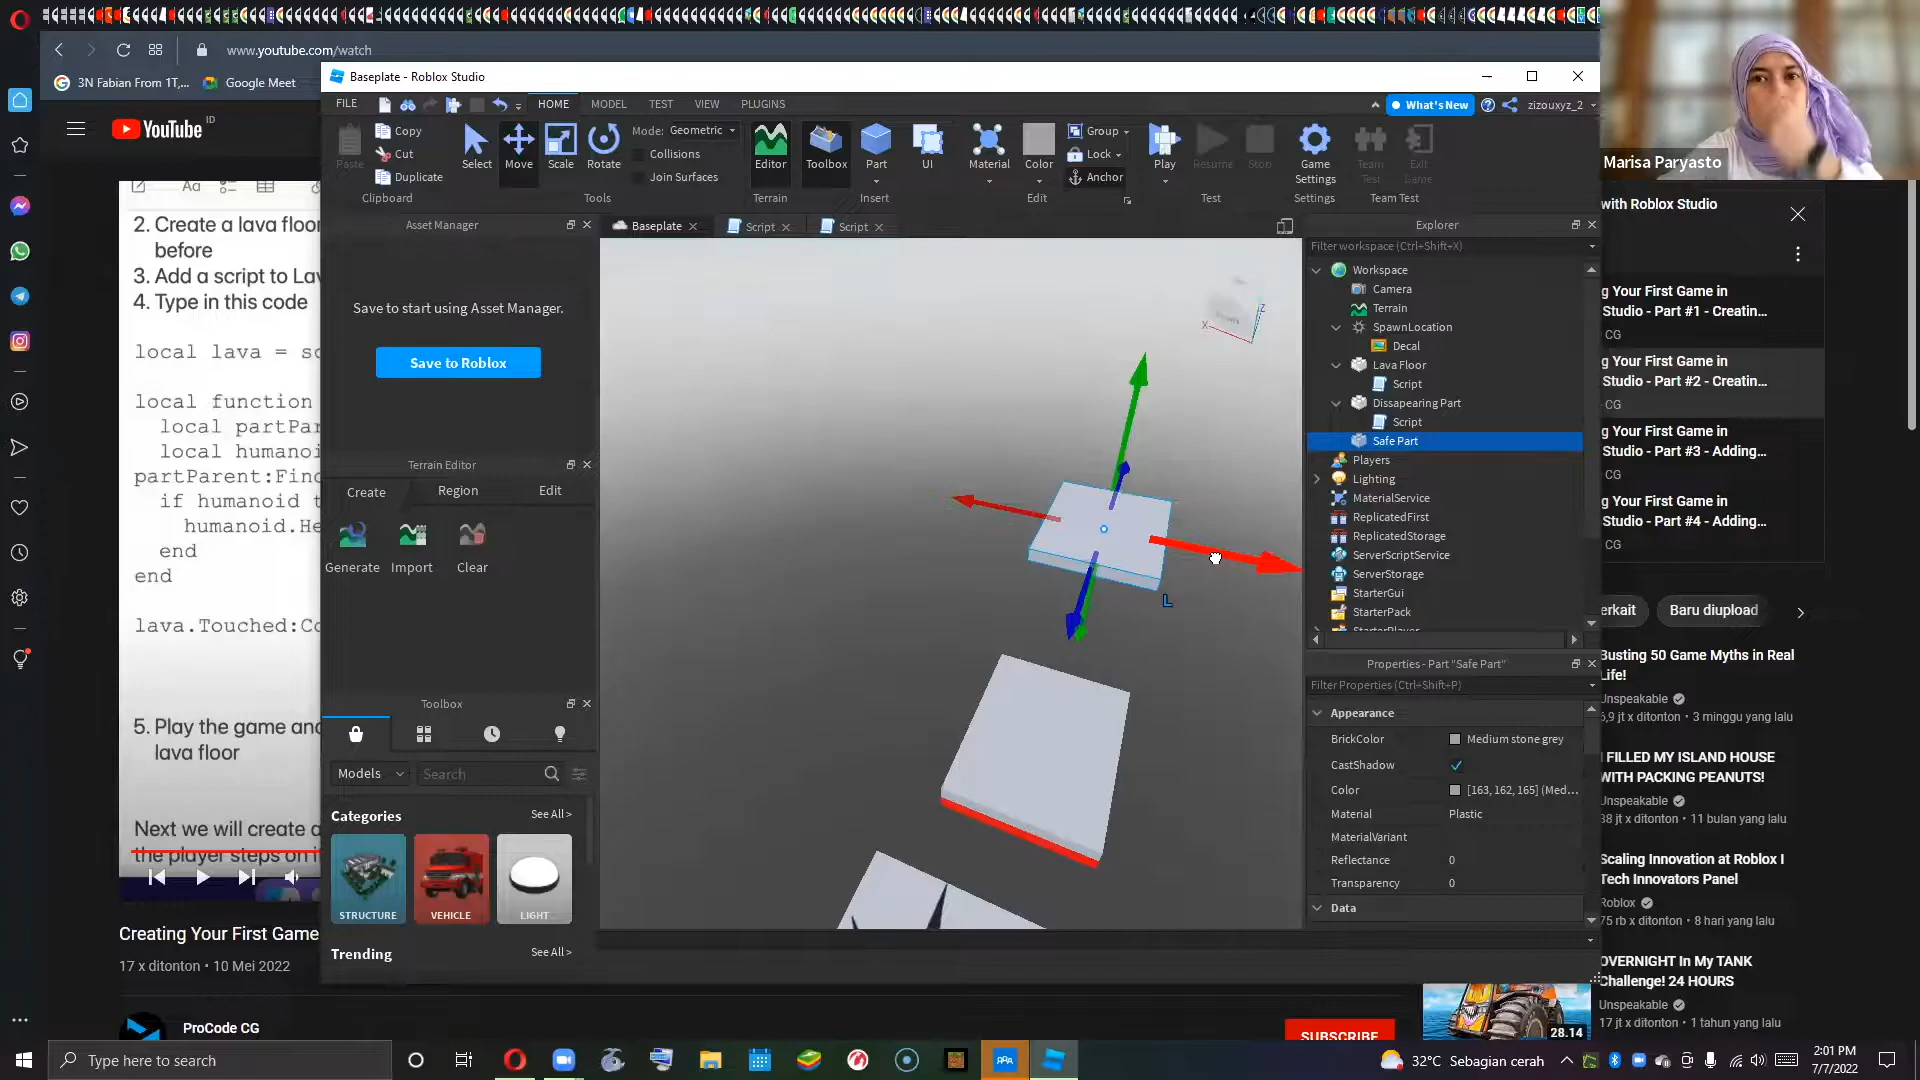 www.youtube.com/watch
3N Fabian From 1T,...
Google Meet
YouTube
ID
2. Create a lava floor
before
3. Add a script to Lav
4. Type in this code
local lava = sc
local function
local partPar
local humanoi
partParent:Find
if humanoid t
humanoid.He
end
end
lava.Touched:Co
5. Play the game and
lava floor
Next we will create a
the player steps on i
Creating Your First Game
17 x ditonton • 10 Mei 2022
ProCode CG
Baseplate - Roblox Studio
FILE
HOME
MODEL
TEST
VIEW
PLUGINS
What's New
zizouxyz_2
Paste
Copy
Cut
Duplicate
Clipboard
Select
Move
Scale
Rotate
Mode: Geometric
Collisions
Join Surfaces
Tools
Editor
Terrain
Toolbox
Part
UI
Insert
Material
Color
Group
Lock
Anchor
Edit
Play
Resume
Stop
Test
Game
Settings
Settings
Team
Test
Exit
Game
Team Test
Asset Manager
Save to start using Asset Manager.
Save to Roblox
Terrain Editor
Create
Region
Edit
Generate
Import
Clear
Toolbox
Models
Search
Categories
See All >
STRUCTURE
VEHICLE
LIGHT
Trending
See All >
Baseplate
Script
Script
X
Z
L
Explorer
Filter workspace (Ctrl+Shift+X)
Workspace
Camera
Terrain
SpawnLocation
Decal
Lava Floor
Script
Dissapearing Part
Script
Safe Part
Players
Lighting
MaterialService
ReplicatedFirst
ReplicatedStorage
ServerScriptService
ServerStorage
StarterGui
StarterPack
StarterPlayer
Properties - Part "Safe Part"
Filter Properties (Ctrl+Shift+P)
Appearance
BrickColor
Medium stone grey
CastShadow
Color
[163, 162, 165] (Med...
Material
Plastic
MaterialVariant
Reflectance
0
Transparency
0
Data
Marisa Paryasto
with Roblox Studio
g Your First Game in
Studio - Part #1 - Creatin...
CG
g Your First Game in
Studio - Part #2 - Creatin...
CG
g Your First Game in
Studio - Part #3 - Adding...
CG
g Your First Game in
Studio - Part #4 - Adding...
CG
erkait
Baru diupload
Busting 50 Game Myths in Real
Life!
Unspeakable
6,9 jt x ditonton • 3 minggu yang lalu
I FILLED MY ISLAND HOUSE
WITH PACKING PEANUTS!
Unspeakable
38 jt x ditonton • 11 bulan yang lalu
Scaling Innovation at Roblox I
Tech Innovators Panel
Roblox
75 rb x ditonton • 8 hari yang lalu
OVERNIGHT In My TANK
Challenge! 24 HOURS
Unspeakable
17 jt x ditonton • 1 tahun yang lalu
28.14
SUBSCRIBE
Type here to search
32°C Sebagian cerah
2:01 PM
7/7/2022